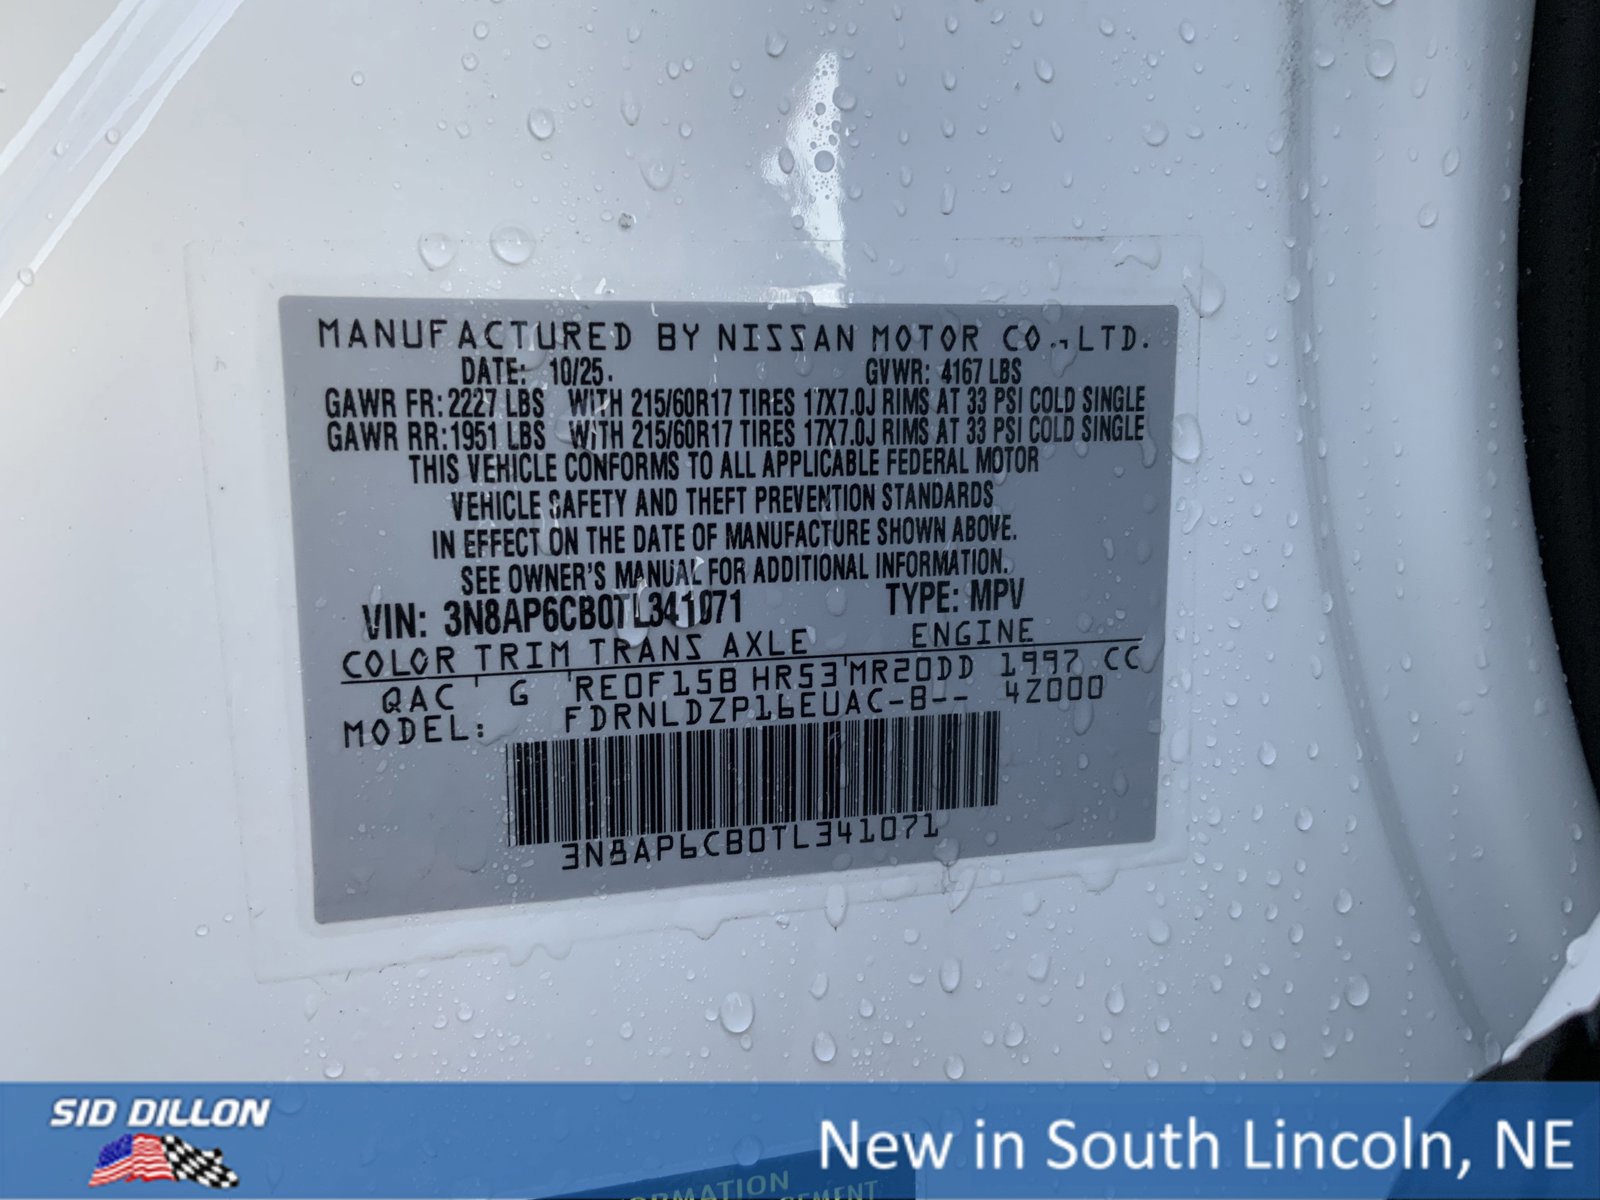 MANUFACTURED BY NISSAN MOTOR CO.,LTD.
DATE: 10/25. GVWR: 4167 LBS
GAWR FR: 2227 LBS WITH 215/60R17 TIRES 17X7.0J RIMS AT 33 PSI COLD SINGLE
GAWR RR: 1951 LBS WITH 215/60R17 TIRES 17X7.0J RIMS AT 33 PSI COLD SINGLE
THIS VEHICLE CONFORMS TO ALL APPLICABLE FEDERAL MOTOR
VEHICLE SAFETY AND THEFT PREVENTION STANDARDS
IN EFFECT ON THE DATE OF MANUFACTURE SHOWN ABOVE.
SEE OWNER'S MANUAL FOR ADDITIONAL INFORMATION.
VIN: 3N8AP6CB0TL341071 TYPE: MPV
COLOR TRIM TRANS AXLE ENGINE
QAC G RE0F15B HR53 MR20DD 1997 CC
MODEL: FDRNLDZP16EUAC-B-- 4Z000
3N8AP6CB0TL341071
SID DILLON
New in South Lincoln, NE